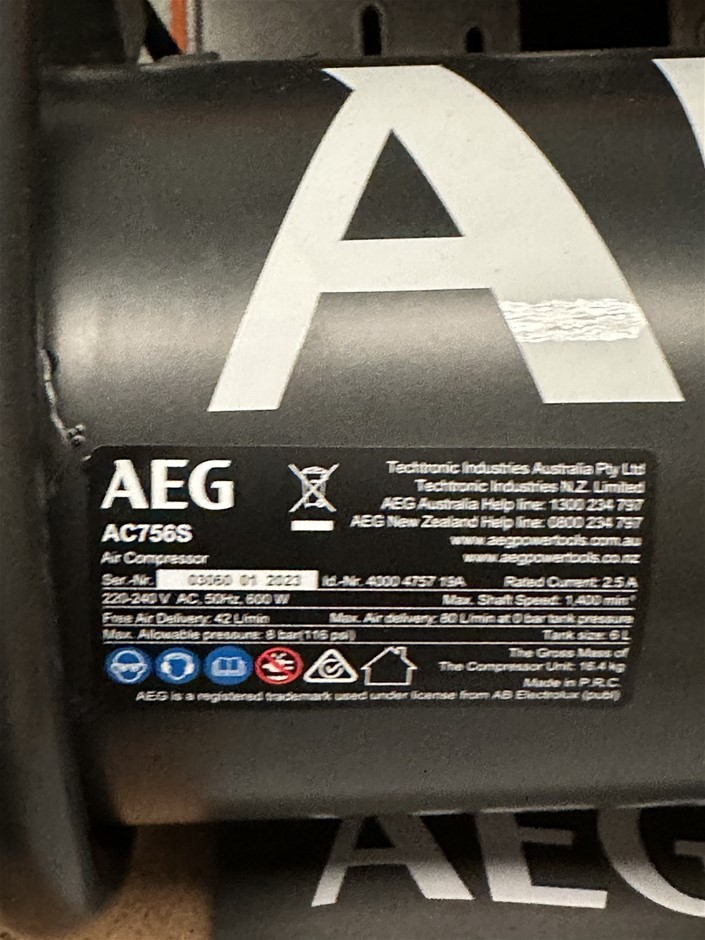 A
AEG
AC756S
Air Compressor
Techtronic Industries Australia Pty Ltd
Techtronic Industries N.Z. Limited
AEG Australia Help line: 1300 234 797
AEG New Zealand Help line: 0800 234 797
www.aegpowertools.com.au
www.aegpowertools.co.nz
Ser.-Nr. 03060 01 2023 Id.-Nr. 4000 4757 19A Rated Current: 2.5 A
220-240 V AC, 50Hz, 600 W Max. Shaft Speed: 1,400 min⁻¹
Free Air Delivery: 42 L/min Max. Air delivery: 80 L/min at 0 bar tank pressure
Max. Allowable pressure: 8 bar(116 psi) Tank size: 6 L
The Gross Mass of
The Compressor Unit: 16.4 kg
Made in P.R.C.
AEG is a registered trademark used under license from AB Electrolux (publ)
AEG